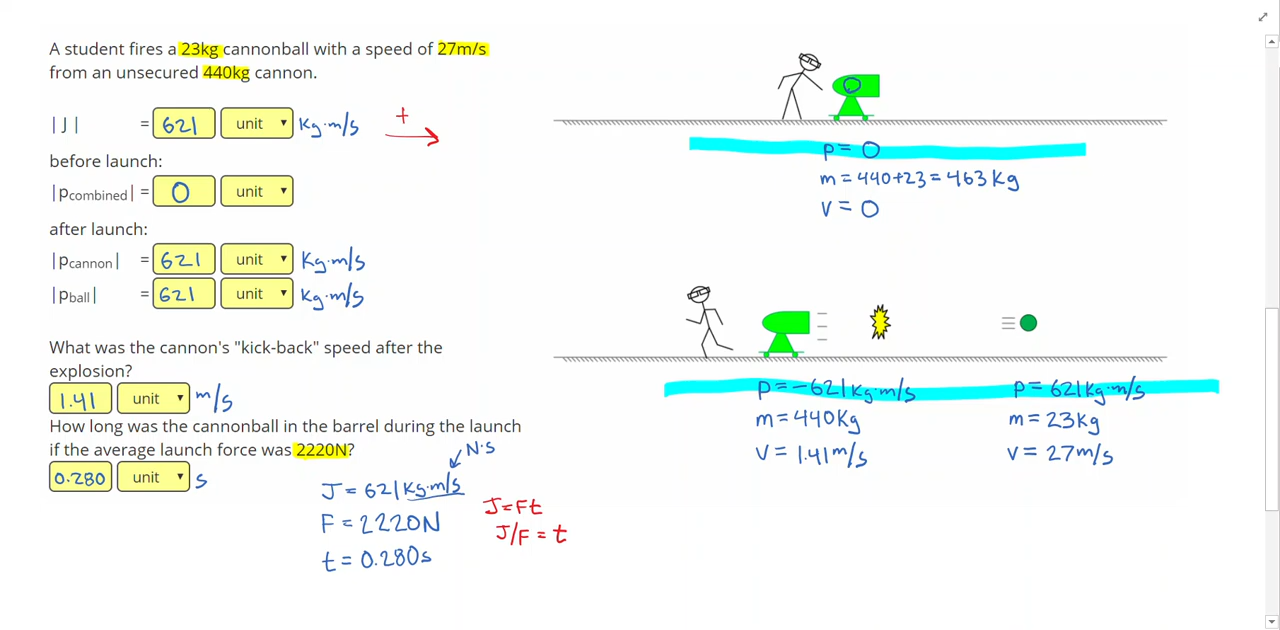 A student fires a 23kg cannonball with a speed of 27m/s
from an unsecured 440kg cannon.
|J| = 621 unit ▾ Kg·m/s +
before launch:
|Pcombined| = 0 unit ▾
after launch:
|Pcannon| = 621 unit ▾ Kg·m/s
|Pball| = 621 unit ▾ Kg·m/s
What was the cannon's "kick-back" speed after the
explosion?
1.41 unit ▾ m/s
How long was the cannonball in the barrel during the launch
if the average launch force was 2220N?
0.280 unit ▾ s
N·s
J = 621 Kg·m/s
F = 2220N
t = 0.280s
J=Ft
J/F = t
P = 0
m = 440+23 = 463 Kg
V = 0
P = -621 Kg·m/s
m = 440Kg
V = 1.41 m/s
P = 621 kg·m/s
m = 23kg
V = 27m/s